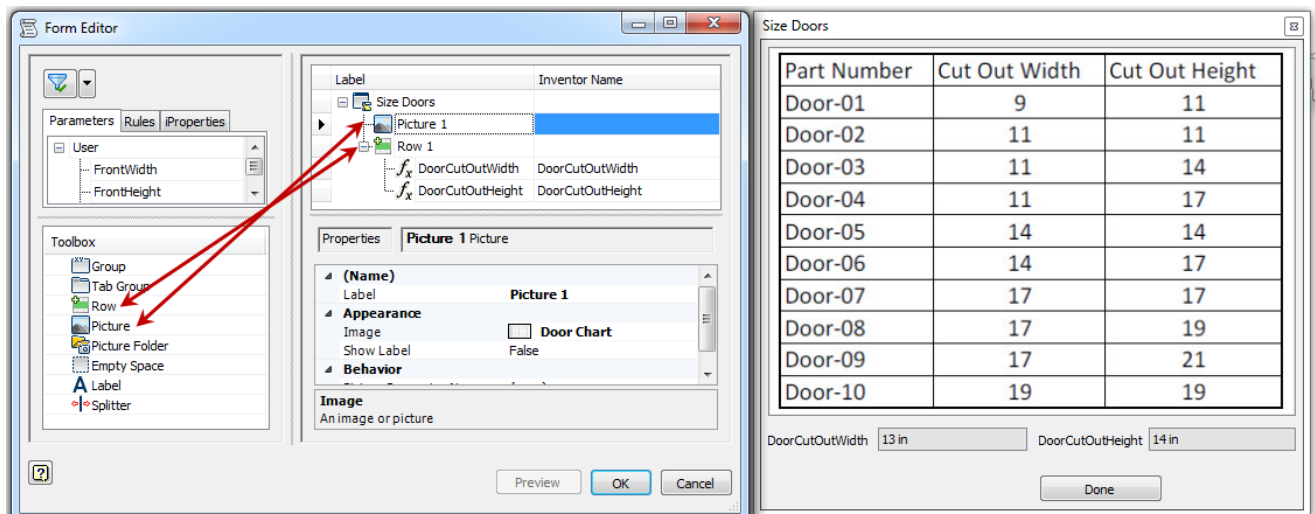 Form Editor
Parameters Rules iProperties
User
FrontWidth
FrontHeight
Toolbox
Group
Tab Group
Row
Picture
Picture Folder
Empty Space
A Label
Splitter
Label Inventor Name
Size Doors
Picture 1
Row 1
fx DoorCutOutWidth DoorCutOutWidth
fx DoorCutOutHeight DoorCutOutHeight
Properties Picture 1 Picture
(Name)
Label Picture 1
Appearance
Image Door Chart
Show Label False
Behavior
Image
An image or picture
Preview OK Cancel
Size Doors
Part Number Cut Out Width Cut Out Height
Door-01 9 11
Door-02 11 11
Door-03 11 14
Door-04 11 17
Door-05 14 14
Door-06 14 17
Door-07 17 17
Door-08 17 19
Door-09 17 21
Door-10 19 19
DoorCutOutWidth 13 in DoorCutOutHeight 14 in
Done